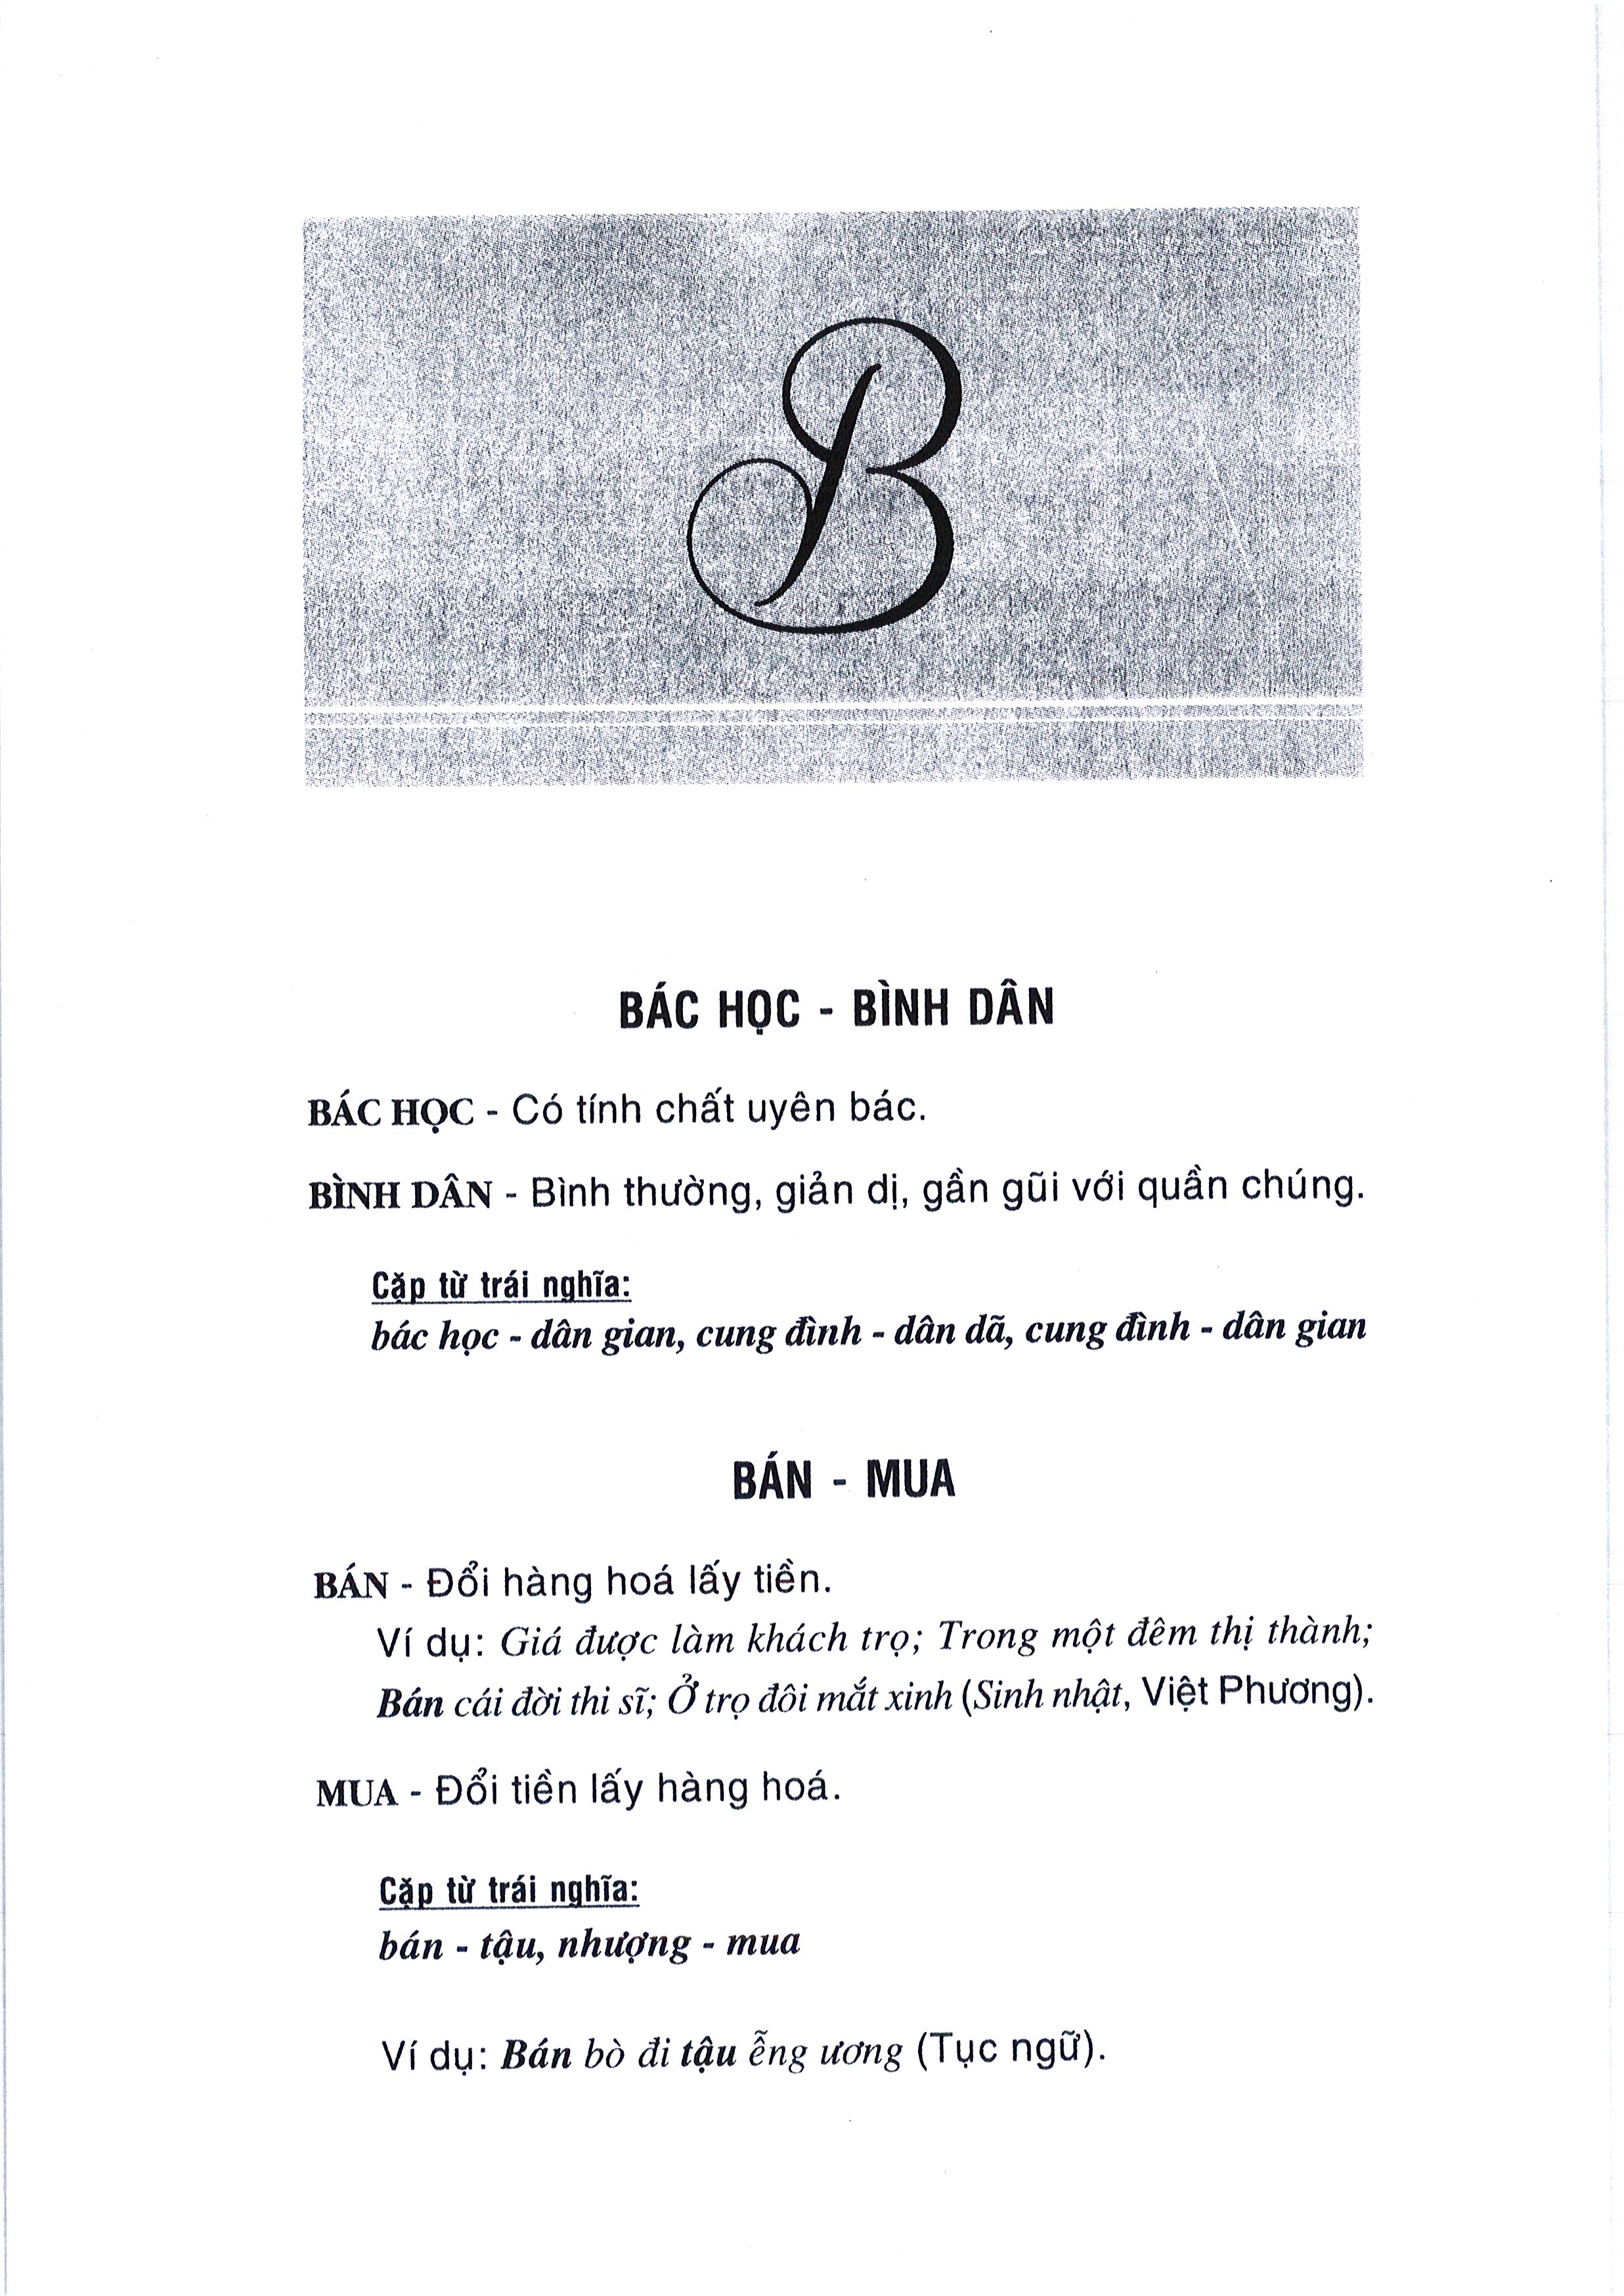 B
BÁC HỌC - BÌNH DÂN
BÁC HỌC - Có tính chất uyên bác.
BÌNH DÂN - Bình thường, giản dị, gần gũi với quần chúng.
Cặp từ trái nghĩa:
bác học - dân gian, cung đình - dân dã, cung đình - dân gian
BÁN - MUA
BÁN - Đổi hàng hoá lấy tiền.
Ví dụ: Giá được làm khách trọ; Trong một đêm thị thành;
Bán cái đời thi sĩ; Ở trọ đôi mắt xinh (Sinh nhật, Việt Phương).
MUA - Đổi tiền lấy hàng hoá.
Cặp từ trái nghĩa:
bán - tậu, nhượng - mua
Ví dụ: Bán bò đi tậu ễng ương (Tục ngữ).